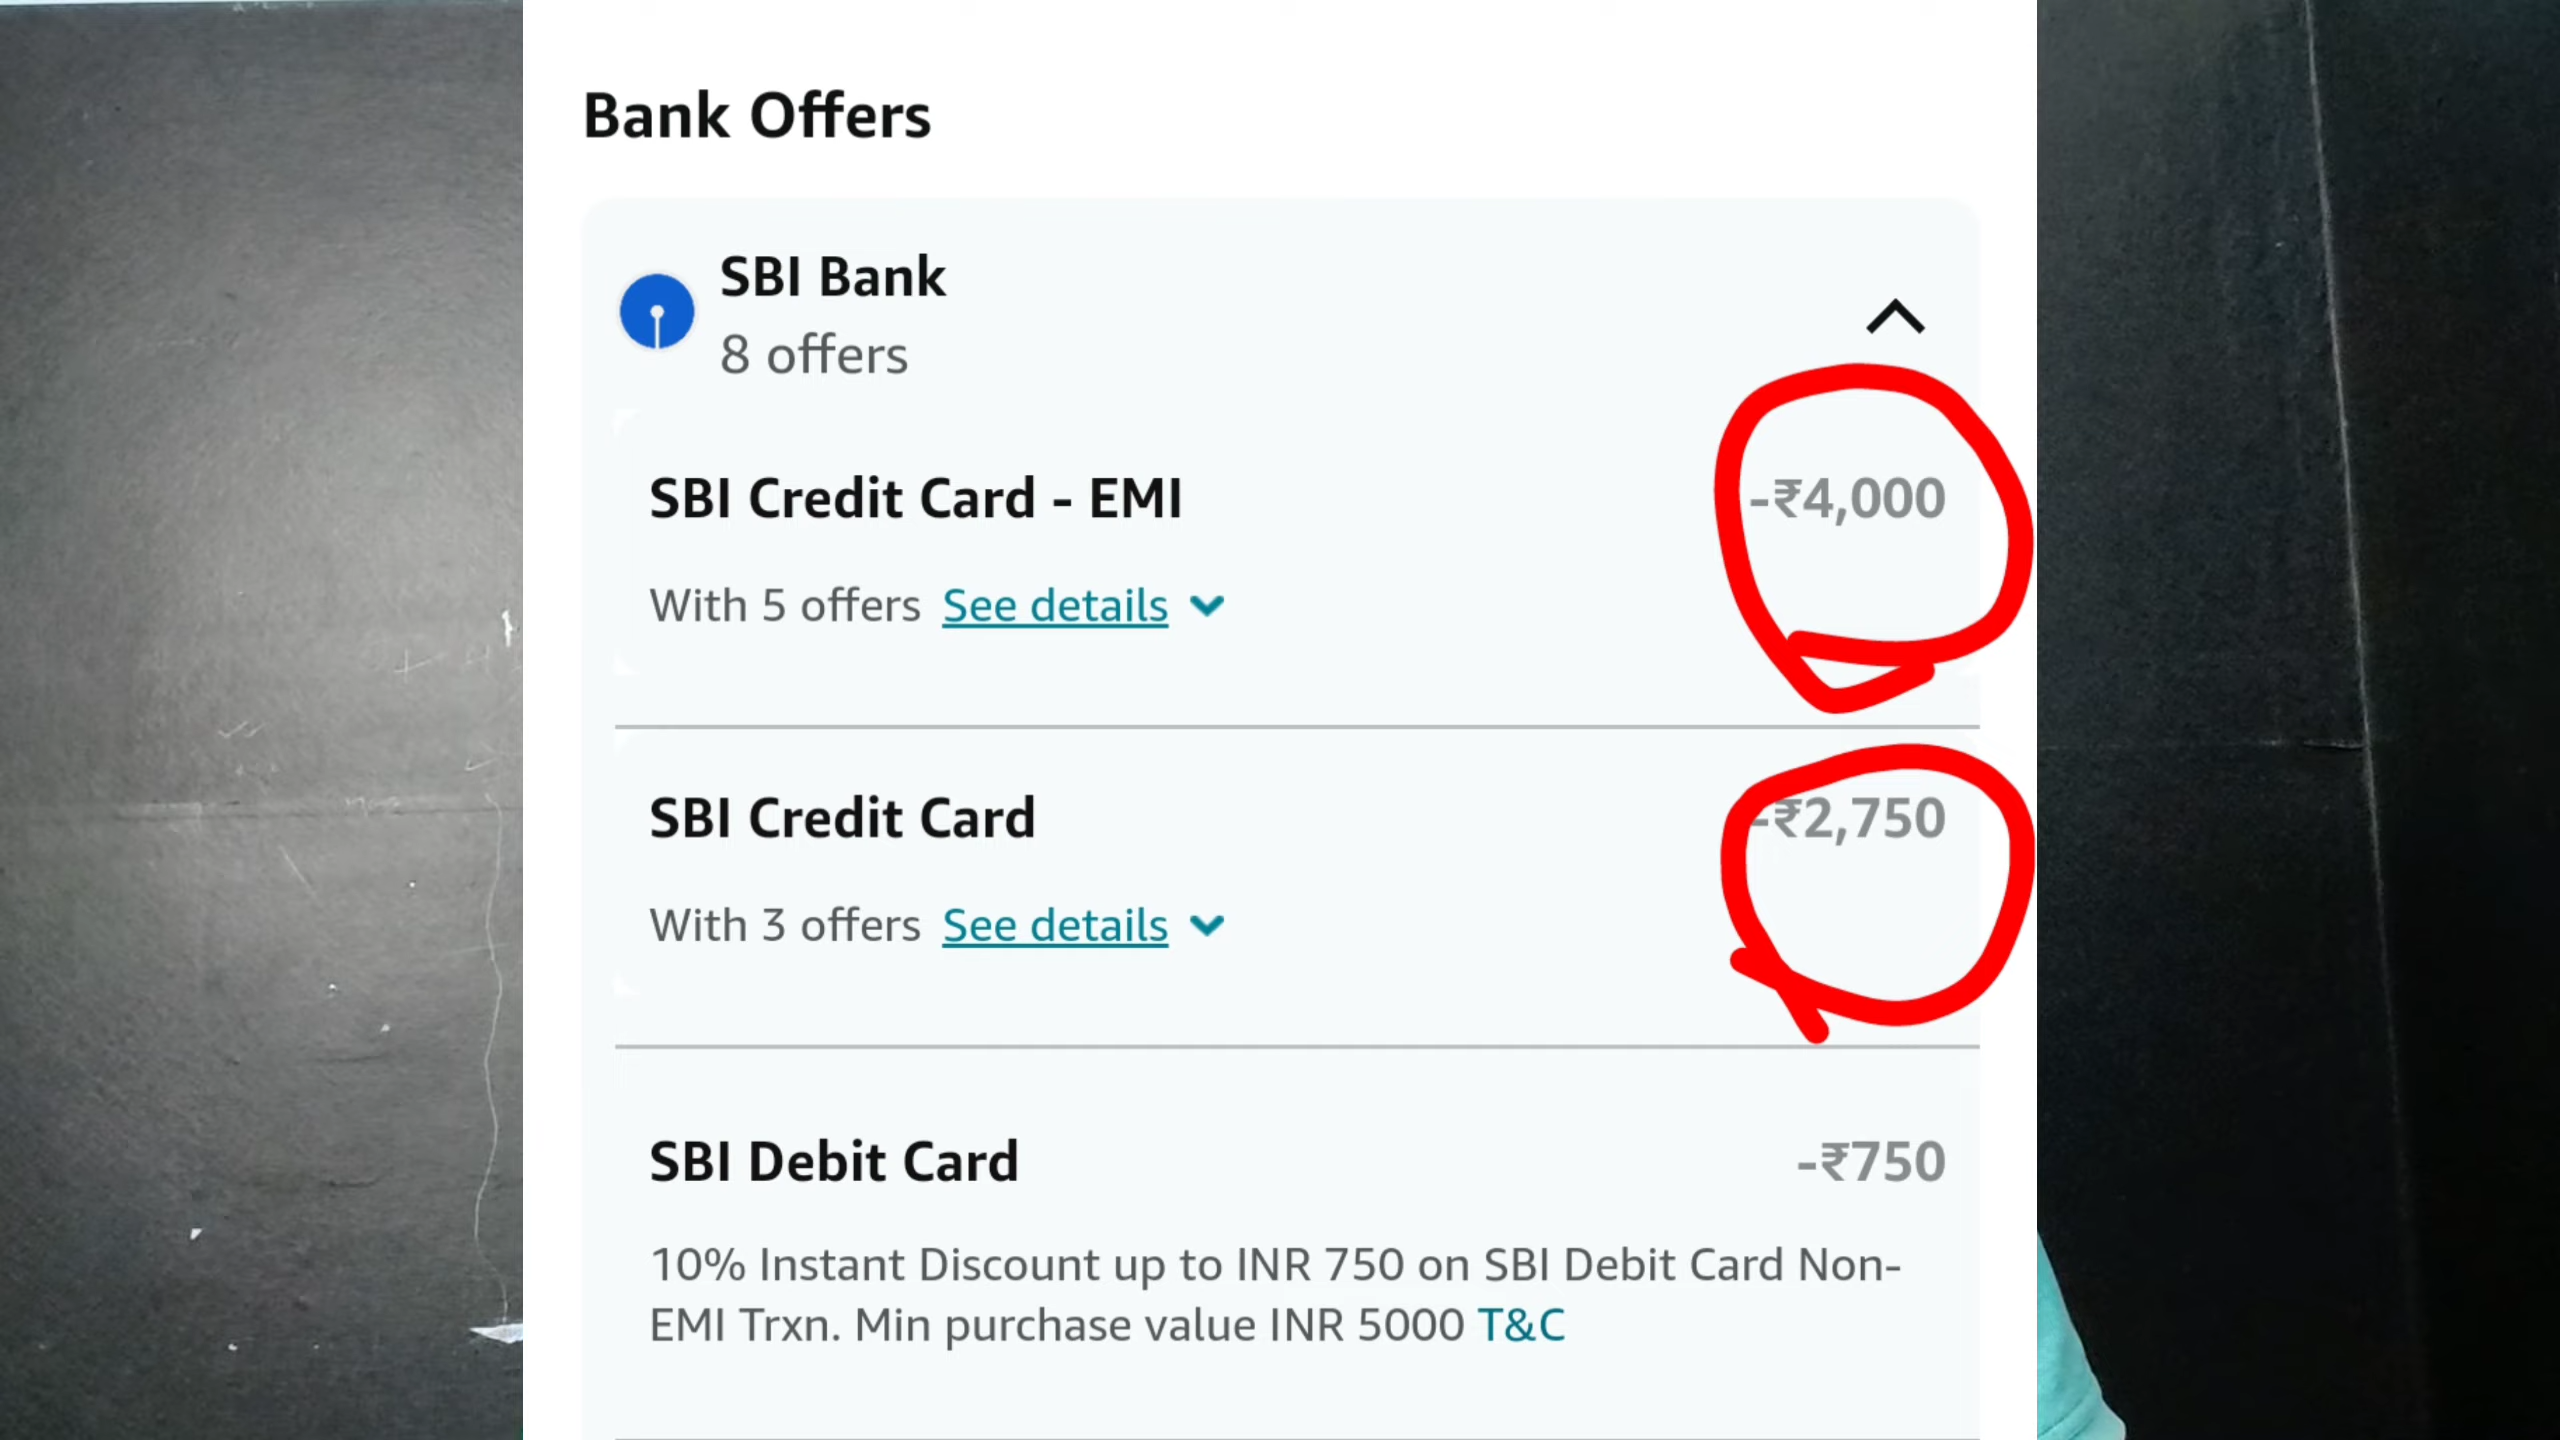 Bank Offers
SBI Bank
8 offers
SBI Credit Card - EMI
-₹4,000
With 5 offers See details
SBI Credit Card
-₹2,750
With 3 offers See details
SBI Debit Card
-₹750
10% Instant Discount up to INR 750 on SBI Debit Card Non-
EMI Trxn. Min purchase value INR 5000 T&C